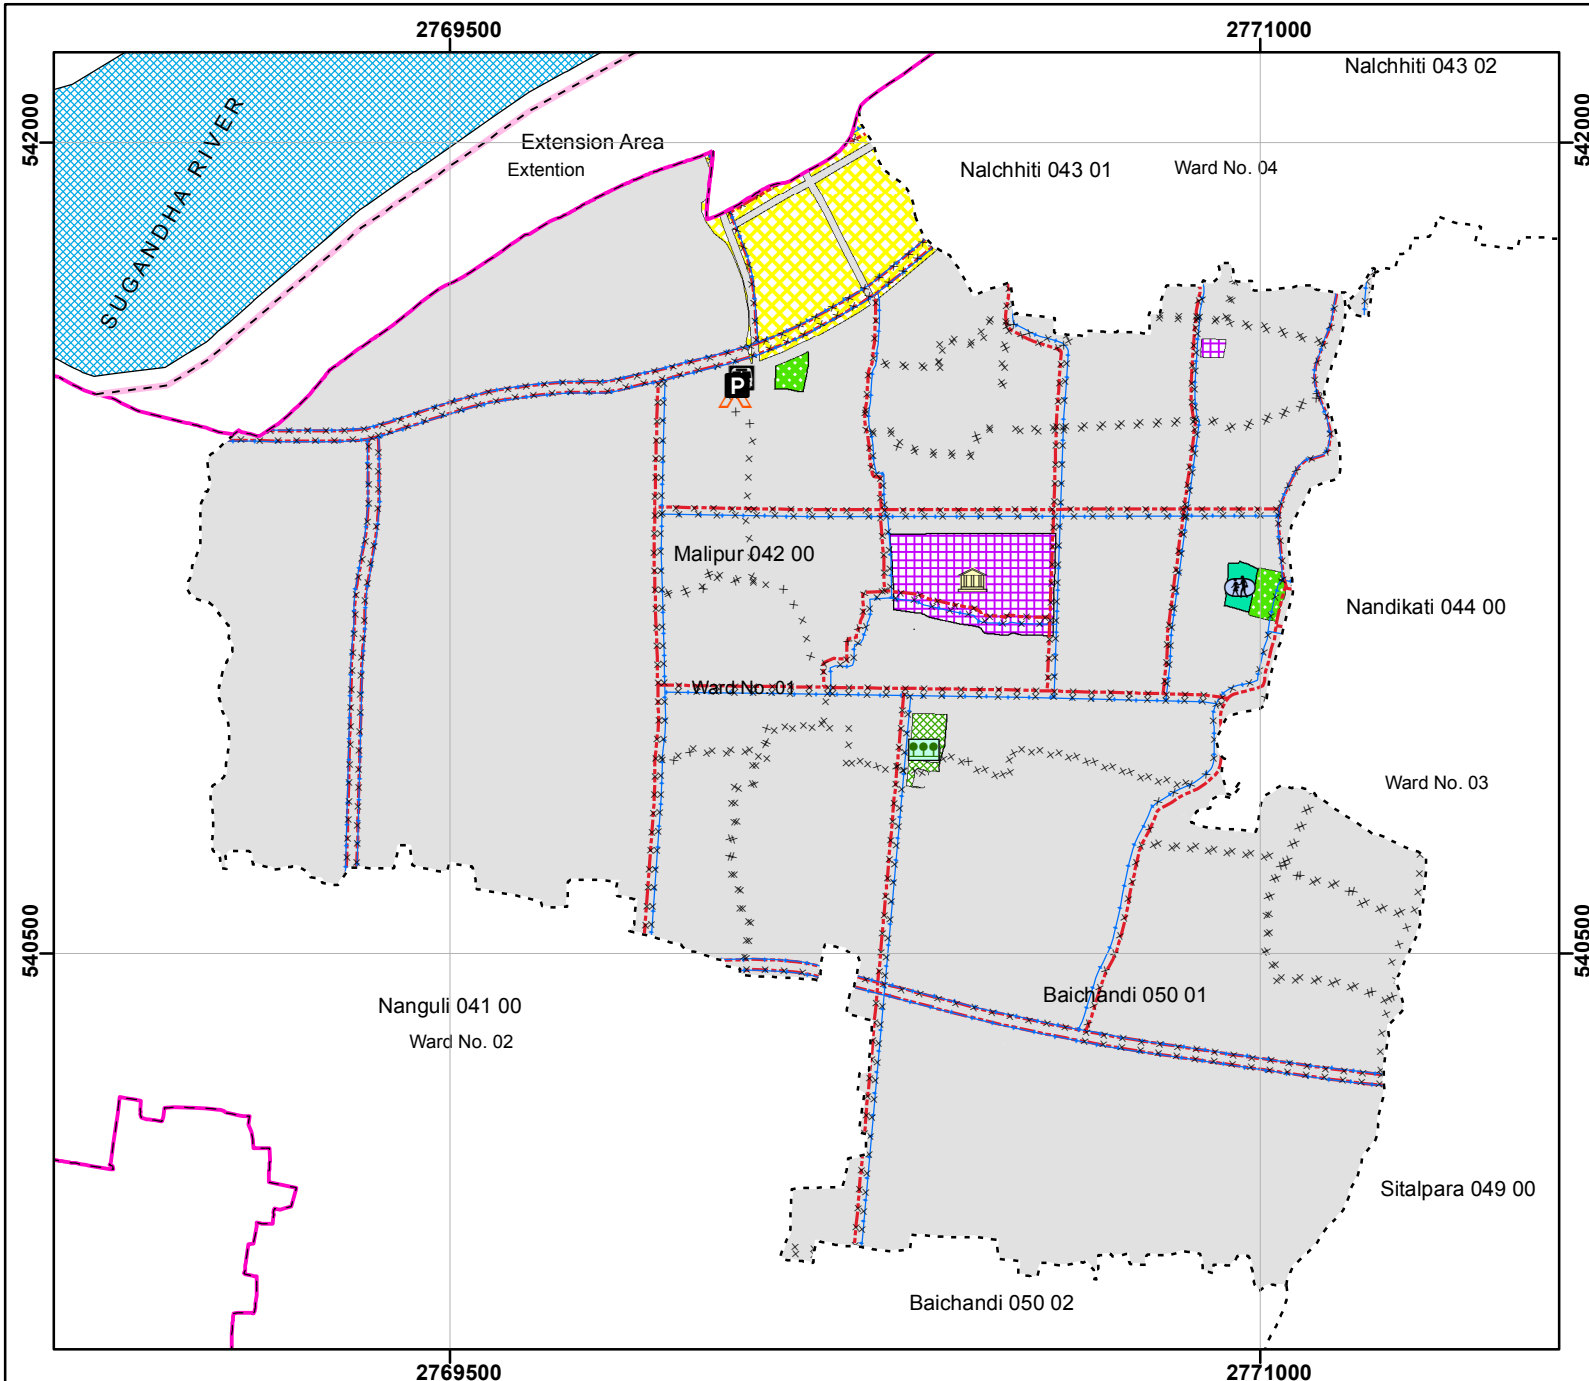 2769500 2771000
Nalchhiti 043 02
542000 542000
SUGANDHA RIVER
Extension Area
Extention
Nalchhiti 043 01
Ward No. 04
P
Malipur 042 00
Nandikati 044 00
Ward No. 01
Ward No. 03
540500 540500
Baichandi 050 01
Nanguli 041 00
Ward No. 02
Sitalpara 049 00
Baichandi 050 02
2769500 2771000